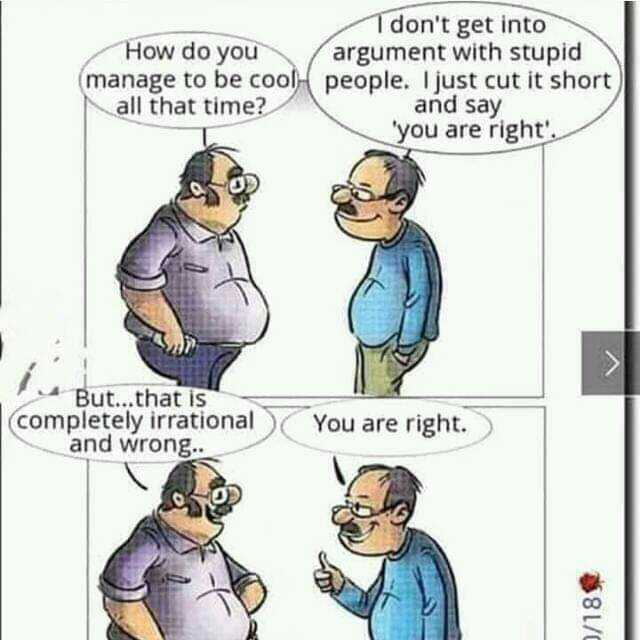 How do you
manage to be cool
all that time?
I don't get into
argument with stupid
people. I just cut it short
and say
'you are right'.
But...that is
completely irrational
and wrong..
You are right.